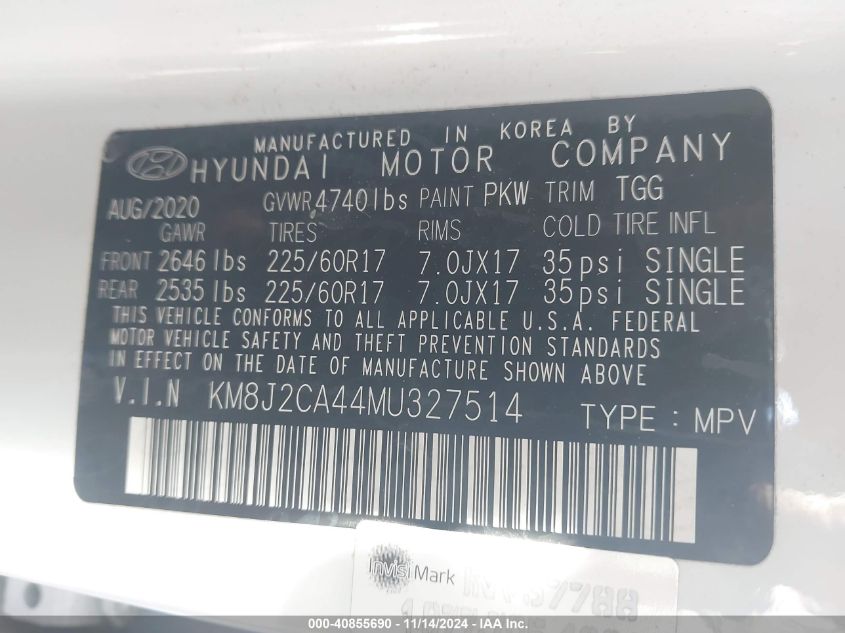 MANUFACTURED IN KOREA BY
HYUNDAI MOTOR COMPANY
AUG/2020 GVWR 4740lbs PAINT PKW TRIM TGG
GAWR TIRES RIMS COLD TIRE INFL
FRONT 2646 lbs 225/60R17 7.0JX17 35psi SINGLE
REAR 2535 lbs 225/60R17 7.0JX17 35psi SINGLE
THIS VEHICLE CONFORMS TO ALL APPLICABLE U.S.A. FEDERAL
MOTOR VEHICLE SAFETY AND THEFT PREVENTION STANDARDS
IN EFFECT ON THE DATE OF MANUFACTURE SHOWN ABOVE
V.I.N KM8J2CA44MU327514 TYPE: MPV
InvisiMark
000-40855690 - 11/14/2024 - IAA Inc.